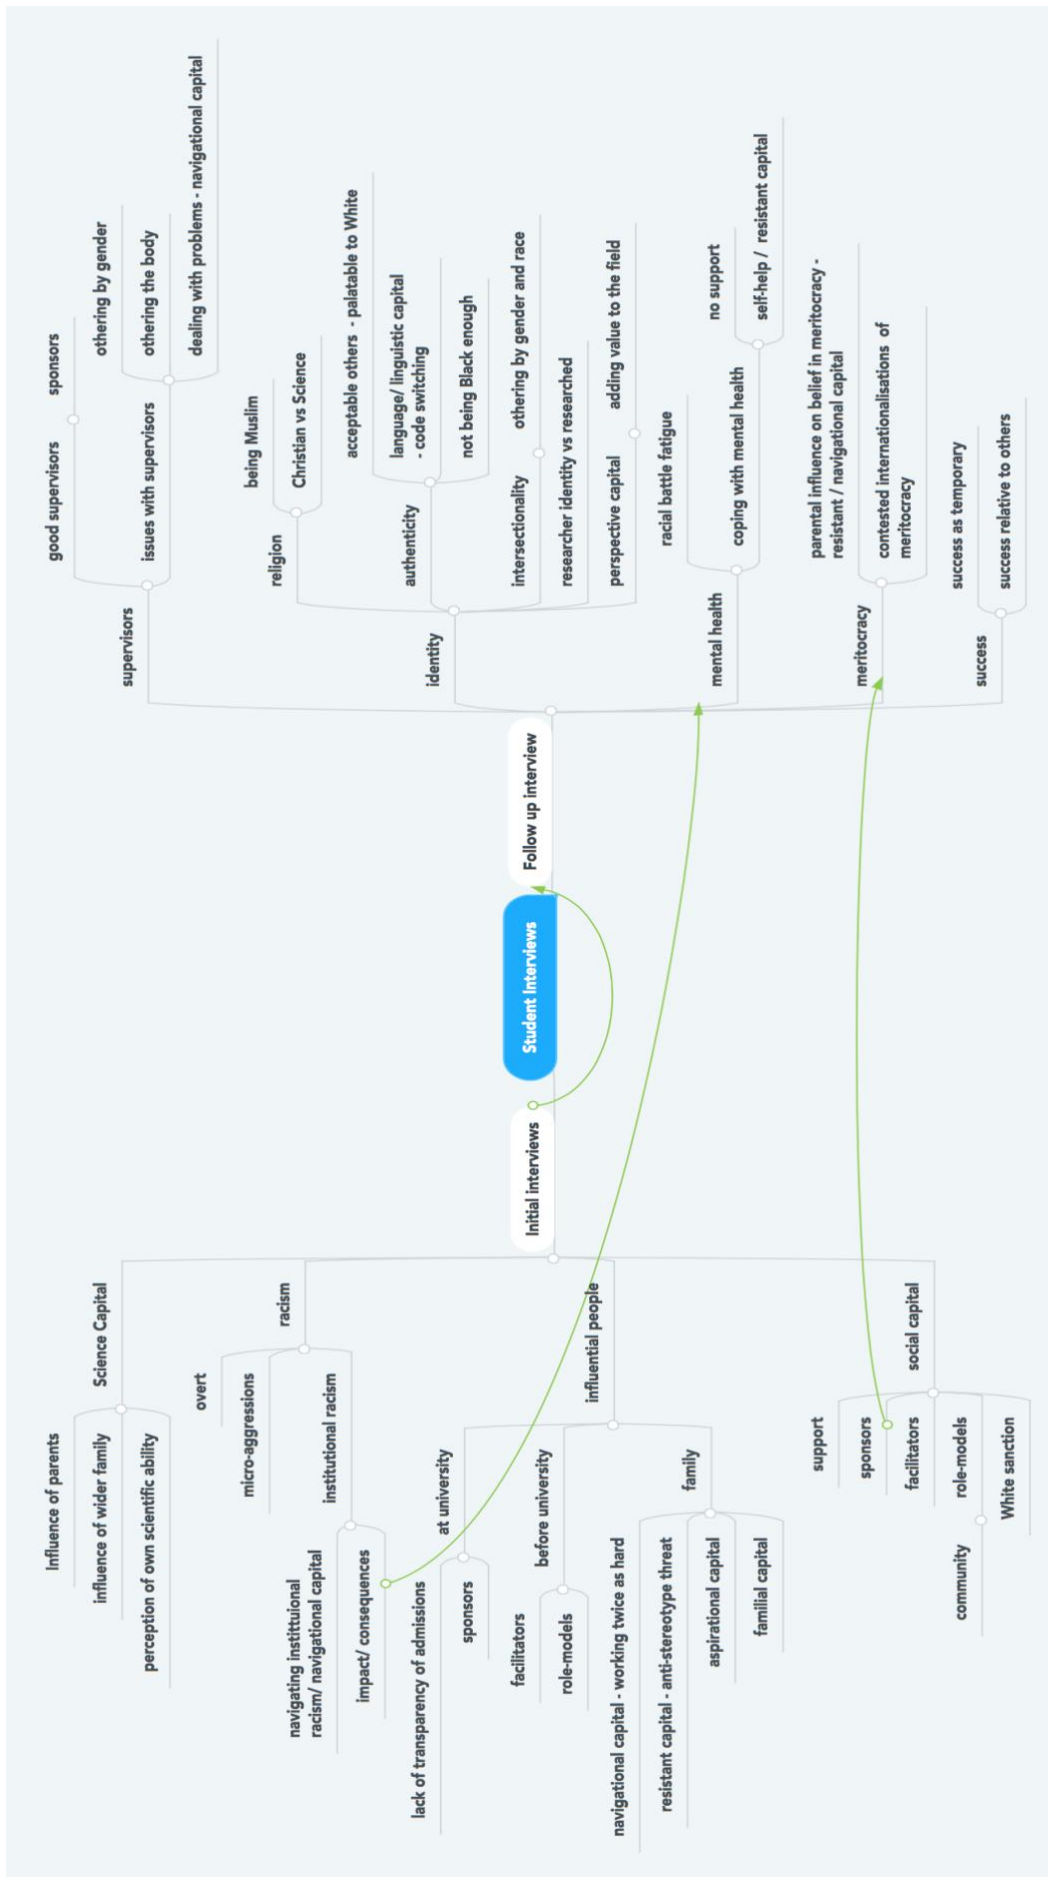 Student Interviews
Initial interviews
Science Capital
Influence of parents
influence of wider family
perception of own scientific ability
racism
overt
micro-aggressions
institutional racism
navigating instituional
racism/ navigational capital
impact/ consequences
influential people
at university
lack of transparency of admissions
sponsors
before university
facilitators
role-models
family
navigational capital - working twice as hard
resistant capital - anti-stereotype threat
aspirational capital
familial capital
social capital
support
sponsors
facilitators
role-models
community
White sanction
Follow up interview
supervisors
good supervisors
sponsors
issues with supervisors
othering by gender
othering the body
dealing with problems - navigational capital
identity
religion
being Muslim
Christian vs Science
authenticity
acceptable others - palatable to White
language/ linguistic capital
- code switching
not being Black enough
intersectionality
othering by gender and race
researcher identity vs researched
perspective capital
adding value to the field
mental health
racial battle fatigue
coping with mental health
no support
self-help / resistant capital
meritocracy
parental influence on belief in meritocracy -
resistant / navigational capital
contested internationalisations of
meritocracy
success
success as temporary
success relative to others